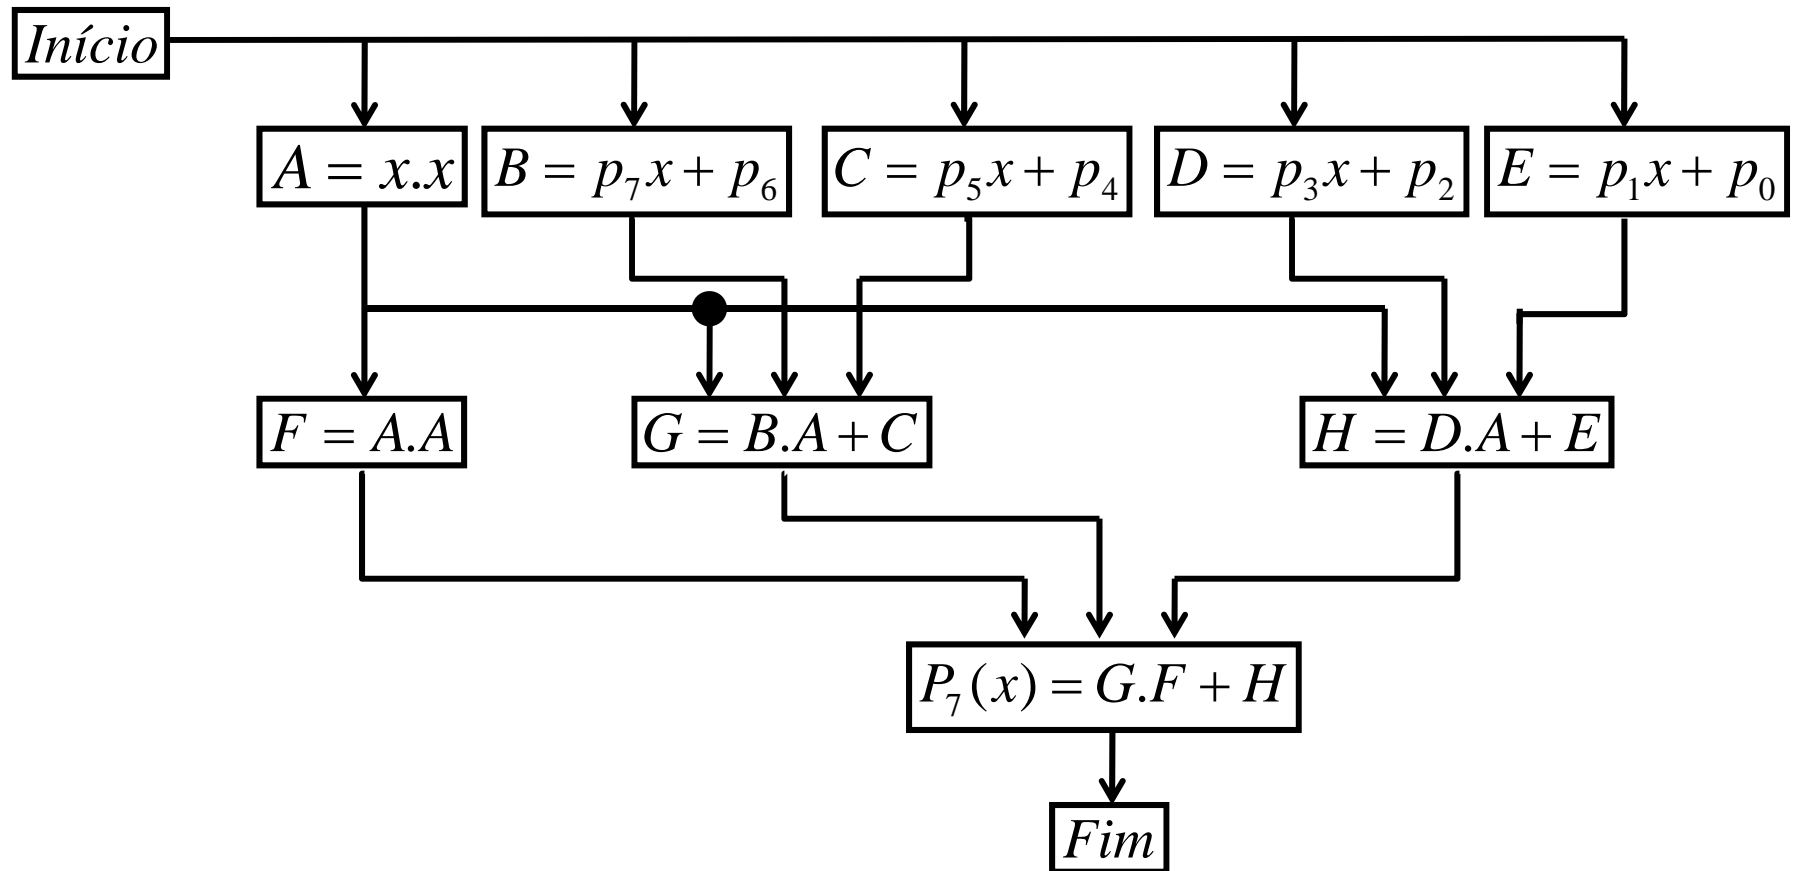 Início
A = x.x
B = p₇x + p₆
C = p₅x + p₄
D = p₃x + p₂
E = p₁x + p₀
F = A.A
G = B.A + C
H = D.A + E
P₇(x) = G.F + H
Fim